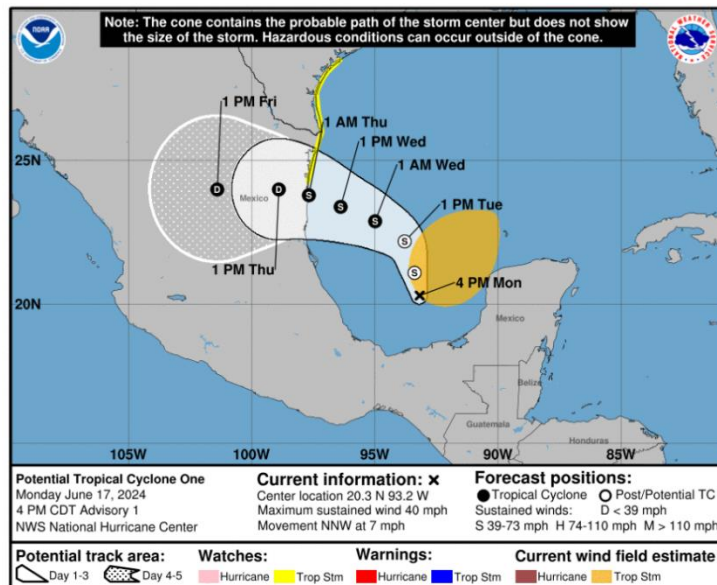 Note: The cone contains the probable path of the storm center but does not show
the size of the storm. Hazardous conditions can occur outside of the cone.
NOAA
1 PM Fri
1 AM Thu
1 PM Wed
25N
1 AM Wed
D
D
Mexico
S
S
S
1 PM Tue
S
1 PM Thu
S
4 PM Mon
20N
Mexico
Belize
Guatemala
Honduras
105W
100W
95W
90W
85W
Potential Tropical Cyclone One
Monday June 17, 2024
4 PM CDT Advisory 1
NWS National Hurricane Center
Current information: x
Center location 20.3 N 93.2 W
Maximum sustained wind 40 mph
Movement NNW at 7 mph
Forecast positions:
Tropical Cyclone Post/Potential TC
Sustained winds: D < 39 mph
S 39-73 mph H 74-110 mph M > 110 mph
Potential track area:
Day 1-3 Day 4-5
Watches:
Hurricane Trop Stm
Warnings:
Hurricane Trop Stm
Current wind field estimate
Hurricane Trop Stm